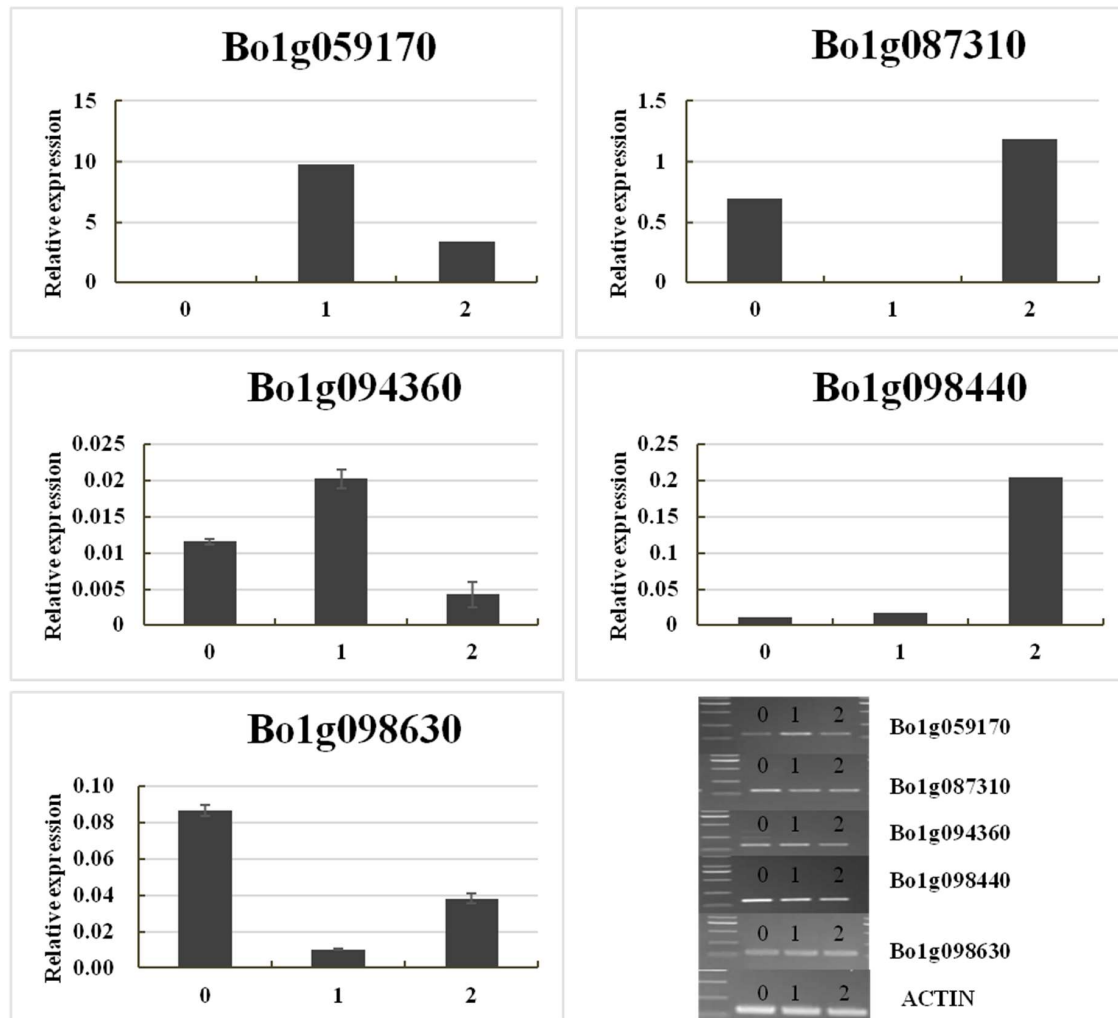 Bo1g059170
Relative expression
15
10
5
0
0 1 2
Bo1g087310
Relative expression
1.5
1
0.5
0
0 1 2
Bo1g094360
Relative expression
0.025
0.02
0.015
0.01
0.005
0
0 1 2
Bo1g098440
Relative expression
0.25
0.2
0.15
0.1
0.05
0
0 1 2
Bo1g098630
Relative expression
0.10
0.08
0.06
0.04
0.02
0.00
0 1 2
0 1 2 Bo1g059170
0 1 2 Bo1g087310
0 1 2 Bo1g094360
0 1 2 Bo1g098440
0 1 2 Bo1g098630
0 1 2 ACTIN